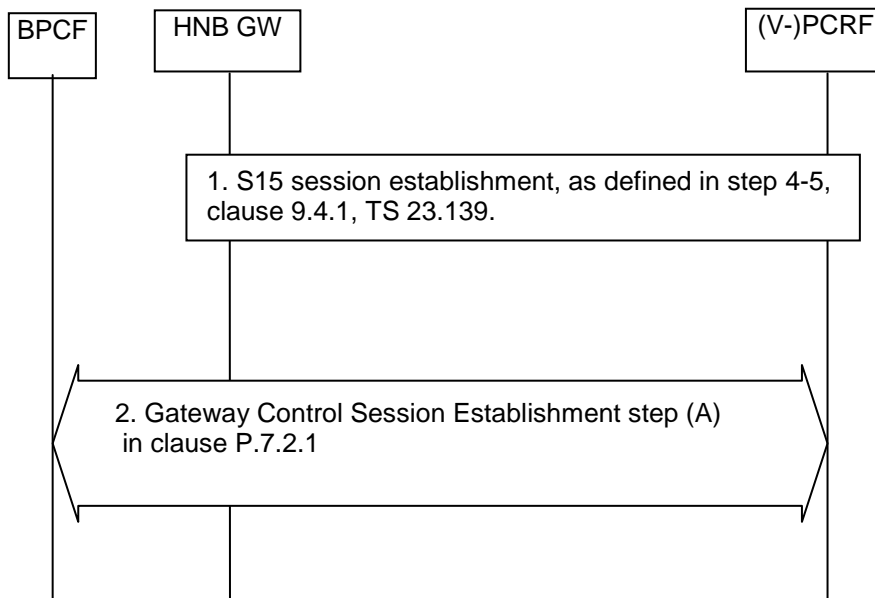 BPCF
HNB GW
(V-)PCRF
1. S15 session establishment, as defined in step 4-5,
clause 9.4.1, TS 23.139.
2. Gateway Control Session Establishment step (A)
in clause P.7.2.1